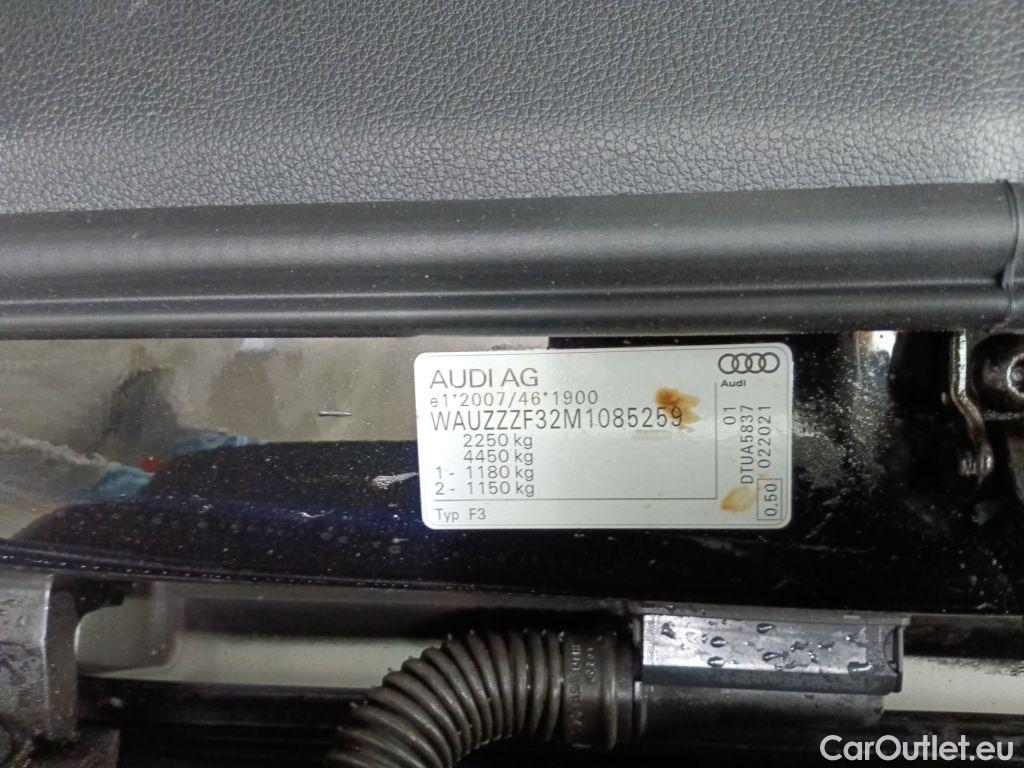 AUDI AG
e1*2007/46*1900
WAUZZZF32M1085259
2250 kg
4450 kg
1 - 1180 kg
2 - 1150 kg
Typ F3
Audi
DTUA5837 01
022021
0,50
CarOutlet.eu